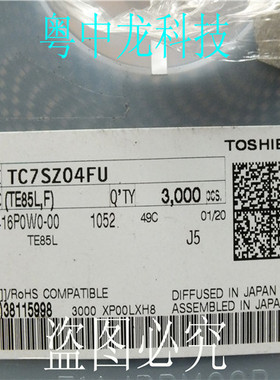 粤中龙科技
TC7SZ04FU
TOSHIB
(TE85L,F)
Q'TY
3,000 pcs.
16P0W0-00
1052
49C
01/20
TE85L
J5
]]/RoHS COMPATIBLE
DIFFUSED IN JAPAN
38115998
3000 XP00LXH8
ASSEMBLED IN JAPAN
盗图必究